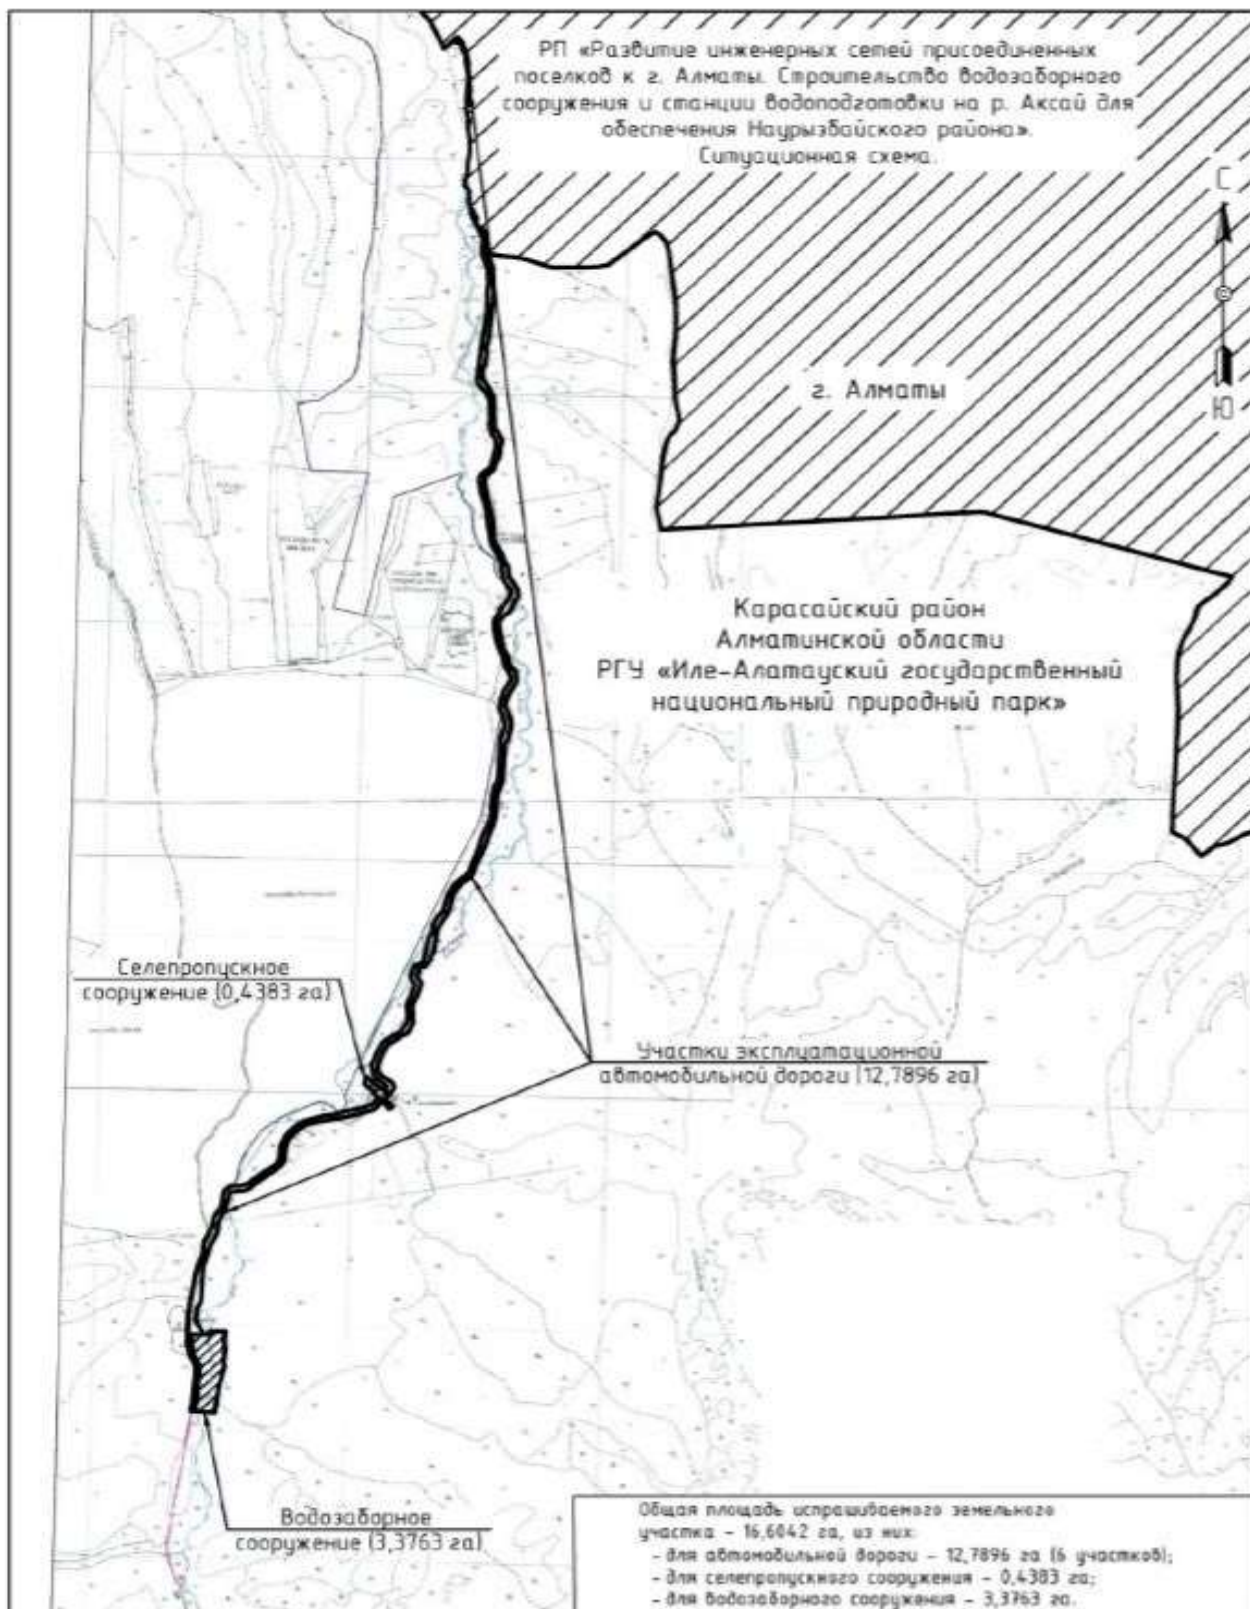 РП «Развитие инженерных сетей присоединенных
поселков к г. Алматы. Строительство водозаборного
сооружения и станции водоподготовки на р. Аксай для
обеспечения Наурызбайского района».
Ситуационная схема.
С
Ю
г. Алматы
Карасайский район
Алматинской области
РГУ «Иле-Алатауский государственный
национальный природный парк»
Селепропускное
сооружение (0,4383 га)
Участки эксплуатационной
автомобильной дороги (12,7896 га)
Водозаборное
сооружение (3,3763 га)
Общая площадь испрашиваемого земельного
участка - 16,6042 га, из них:
- для автомобильной дороги - 12,7896 га (6 участков);
- для селепропускного сооружения - 0,4383 га;
- для водозаборного сооружения - 3,3763 га.